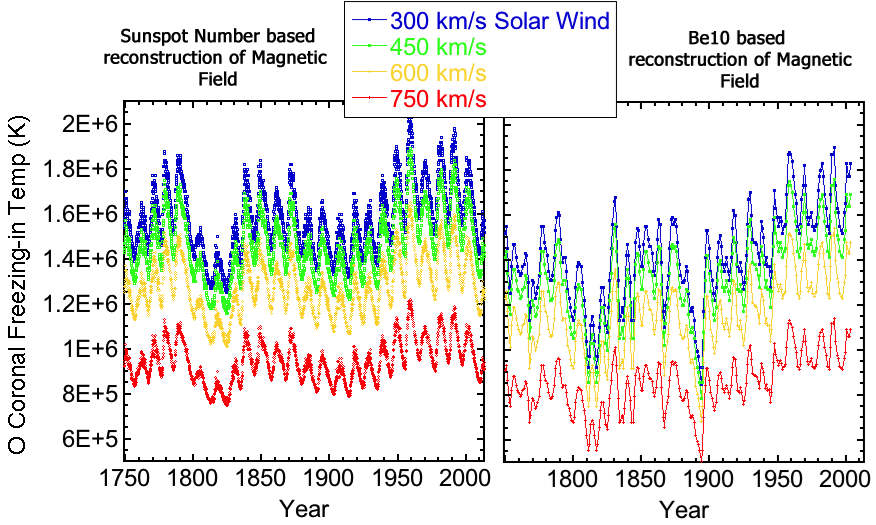 Sunspot Number based
reconstruction of Magnetic
Field
300 km/s Solar Wind
450 km/s
600 km/s
750 km/s
Be10 based
reconstruction of Magnetic
Field
O Coronal Freezing-in Temp (K)
2E+6
1.8E+6
1.6E+6
1.4E+6
1.2E+6
1E+6
8E+5
6E+5
1750 1800 1850 1900 1950 2000
Year
1800 1850 1900 1950 2000
Year